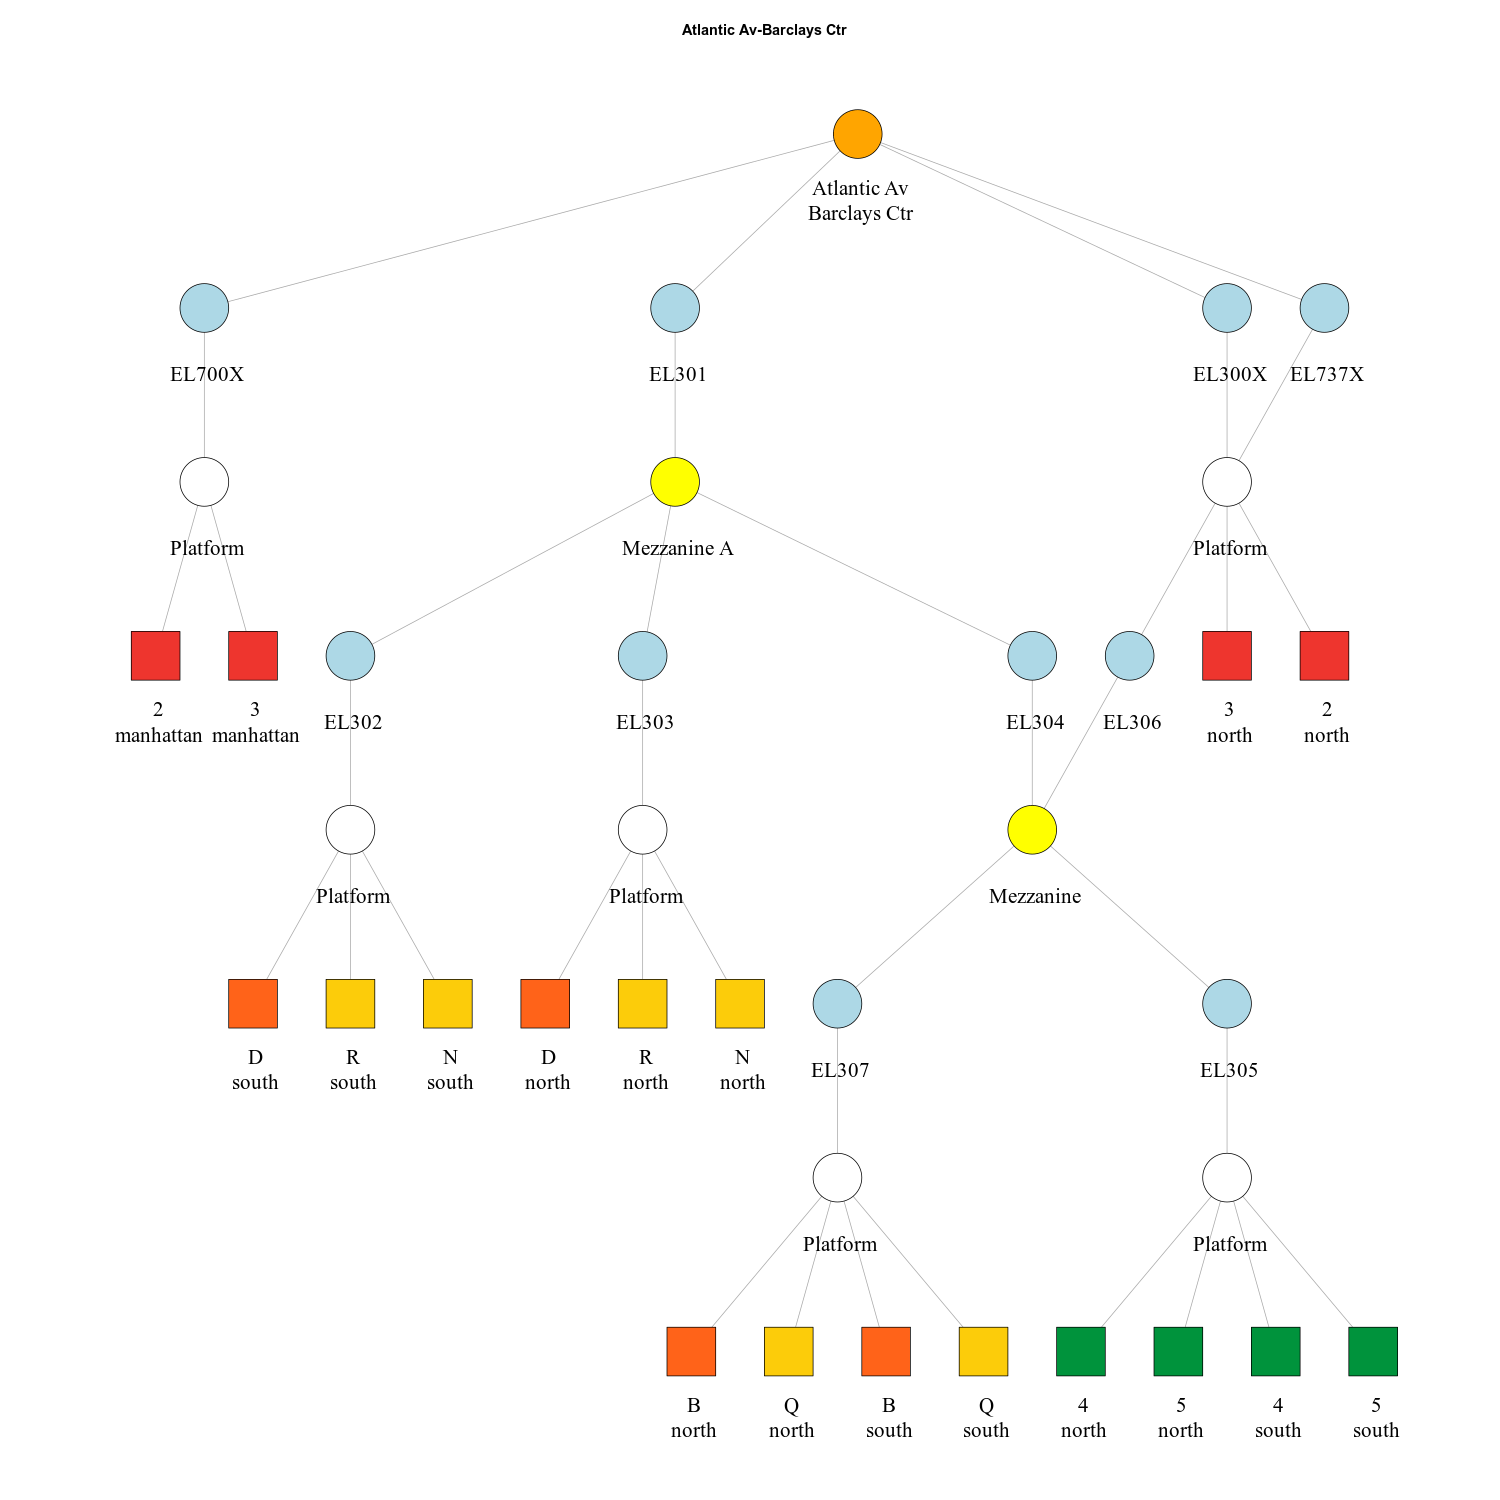 Atlantic Av-Barclays Ctr
Atlantic Av
Barclays Ctr
EL700X
EL301
EL300X
EL737X
Platform
Mezzanine A
Platform
2
manhattan
3
manhattan
EL302
EL303
EL304
EL306
3
north
2
north
Platform
Platform
Mezzanine
D
south
R
south
N
south
D
north
R
north
N
north
EL307
EL305
Platform
Platform
B
north
Q
north
B
south
Q
south
4
north
5
north
4
south
5
south